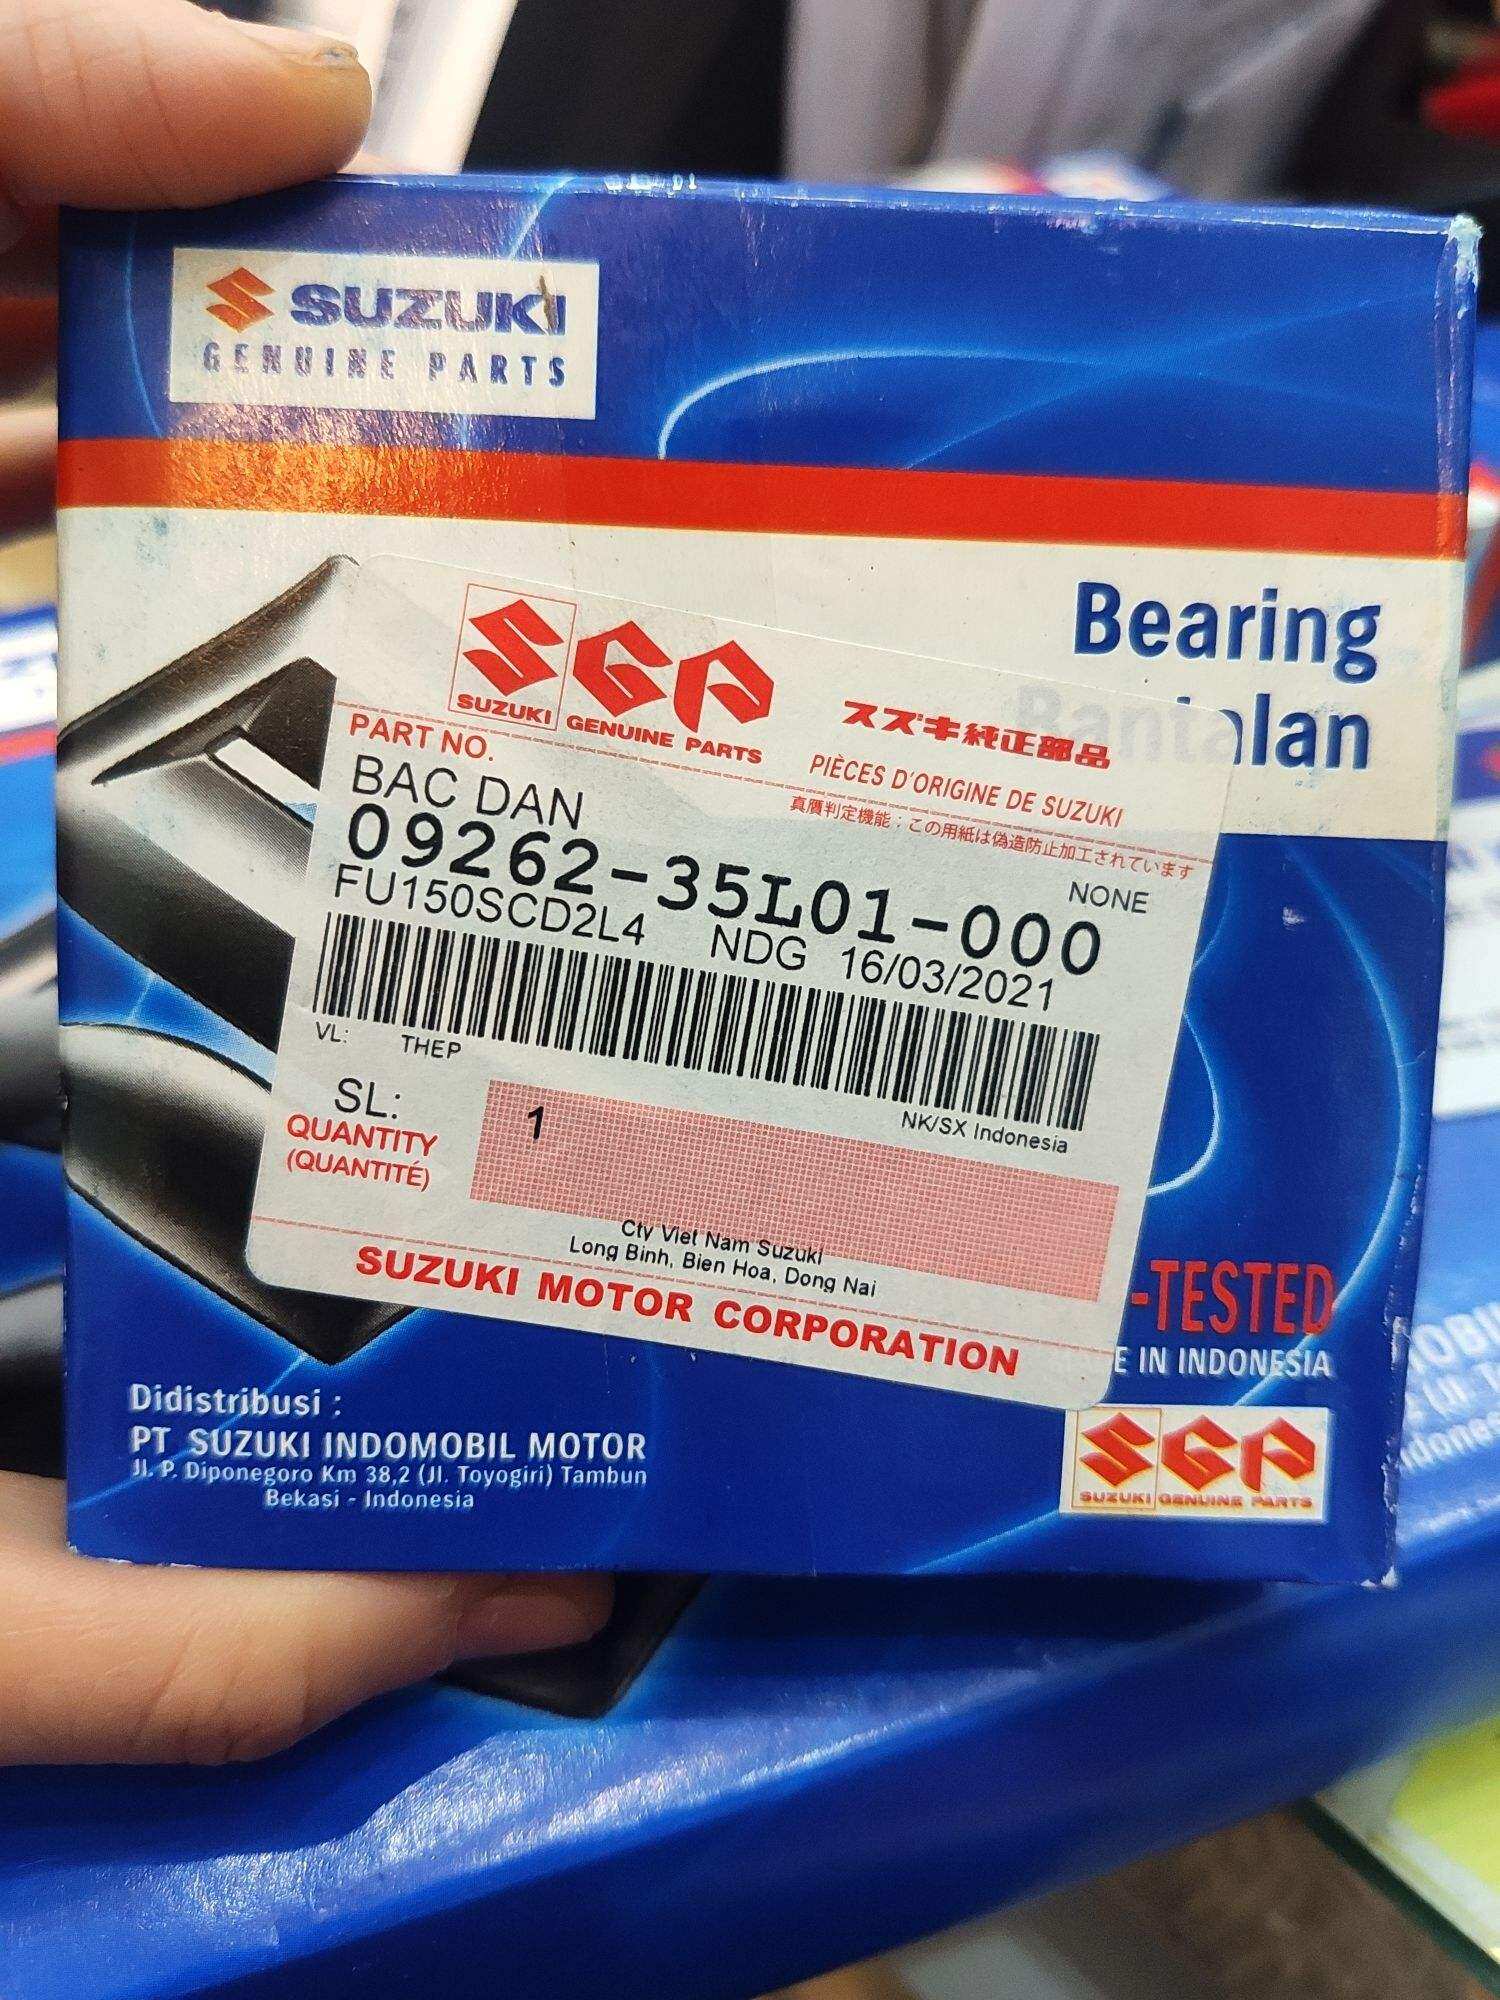 SUZUKI
GENUINE PARTS
Bearing
Bantalan
SUZUKI GENUINE PARTS
スズキ純正部品
PIÈCES D'ORIGINE DE SUZUKI
真贋判定機能：この用紙は偽造防止加工されています
PART NO.
BAC DAN
NONE
09262-35L01-000
FU150SCD2L4 NDG 16/03/2021
VL: THEP
NK/SX Indonesia
SL: 1
QUANTITY
(QUANTITÉ)
Cty Viet Nam Suzuki
Long Binh, Bien Hoa, Dong Nai
SUZUKI MOTOR CORPORATION
-TESTED
E IN INDONESIA
Didistribusi :
PT SUZUKI INDOMOBIL MOTOR
Jl. P. Diponegoro Km 38,2 (Jl. Toyogiri) Tambun
Bekasi - Indonesia
SGP
SUZUKI GENUINE PARTS